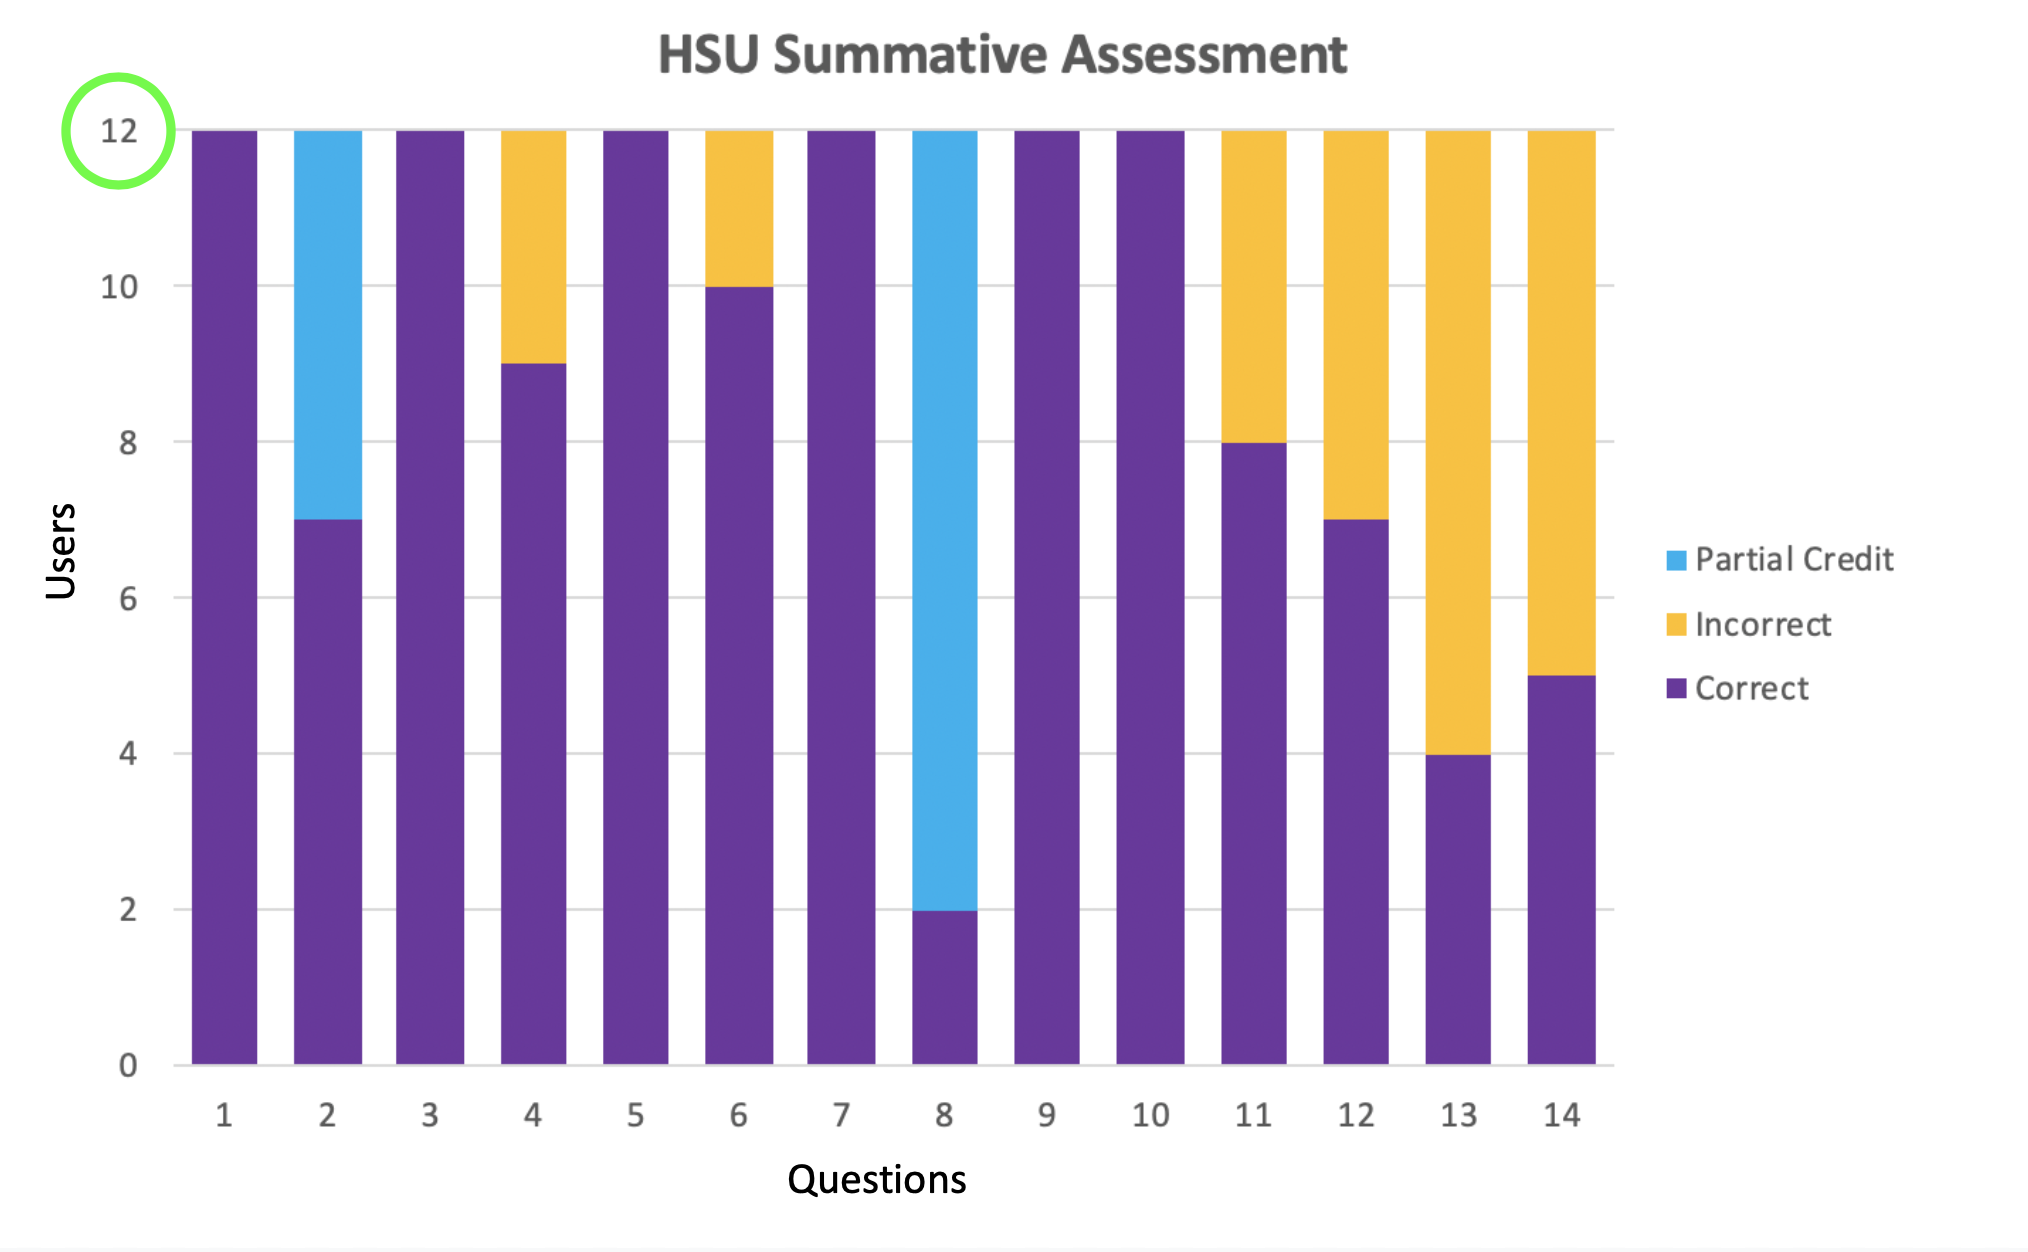 HSU Summative Assessment
12
10
8
6
4
2
0
Users
1 2 3 4 5 6 7 8 9 10 11 12 13 14
Questions
Partial Credit
Incorrect
Correct